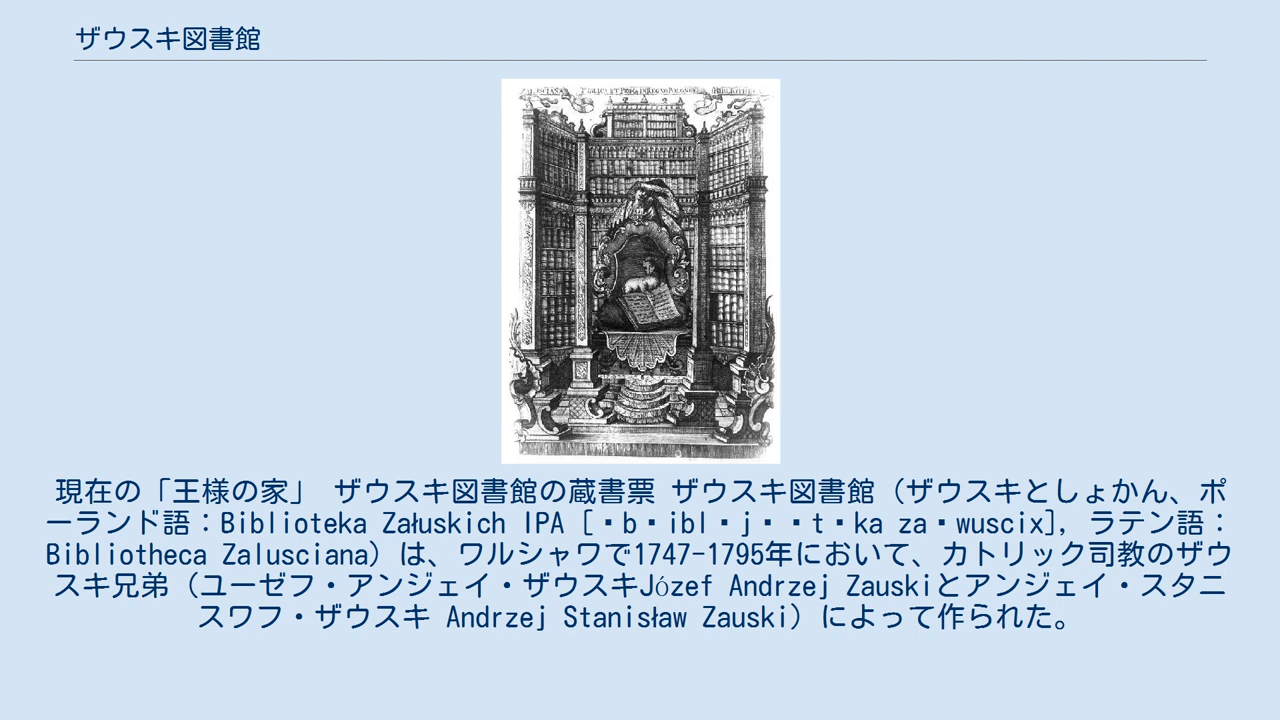 ザウスキ図書館
現在の「王様の家」 ザウスキ図書館の蔵書票 ザウスキ図書館（ザウスキとしょかん、ポ
ーランド語：Biblioteka Załuskich IPA [・b・ibl・j・・t・ka za・wuscix], ラテン語：
Bibliotheca Zalusciana）は、ワルシャワで1747-1795年において、カトリック司教のザウ
スキ兄弟（ユーゼフ・アンジェイ・ザウスキJózef Andrzej Zauskiとアンジェイ・スタニ
スワフ・ザウスキ Andrzej Stanisław Zauski）によって作られた。